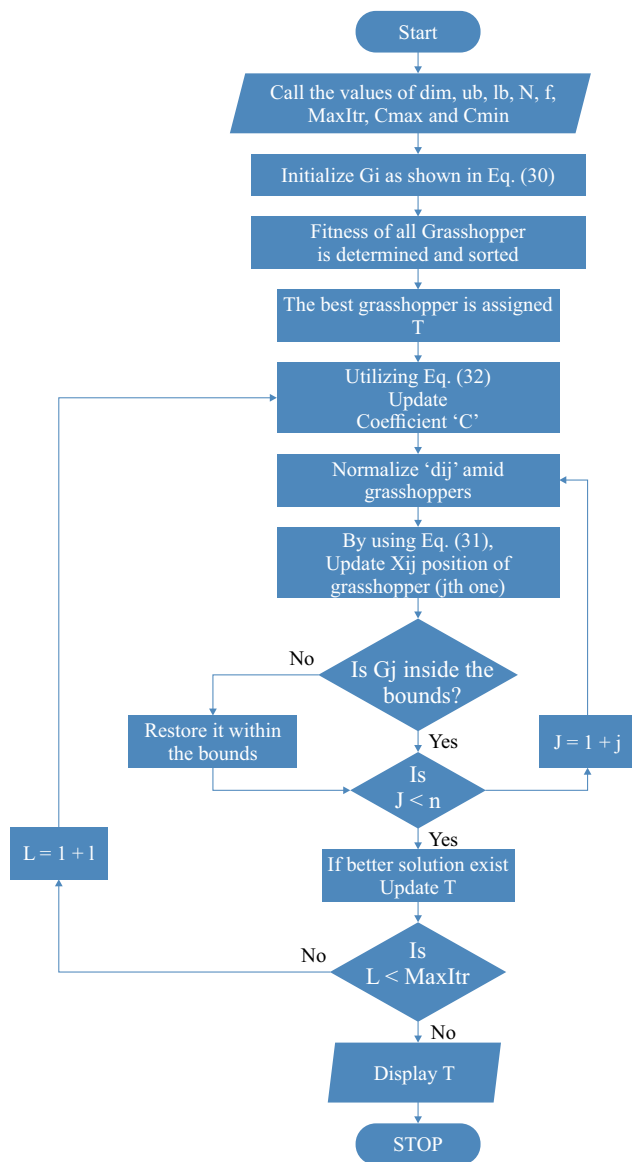 Start
Call the values of dim, ub, lb, N, f,
MaxItr, Cmax and Cmin
Initialize Gi as shown in Eq. (30)
Fitness of all Grasshopper
is determined and sorted
The best grasshopper is assigned
T
Utilizing Eq. (32)
Update
Coefficient ‘C’
Normalize ‘dij’ amid
grasshoppers
By using Eq. (31),
Update Xij position of
grasshopper (jth one)
No
Is Gj inside the
bounds?
Restore it within
the bounds
Yes
J = 1 + j
Is
J < n
Yes
L = 1 + l
If better solution exist
Update T
No
Is
L < MaxItr
No
Display T
STOP